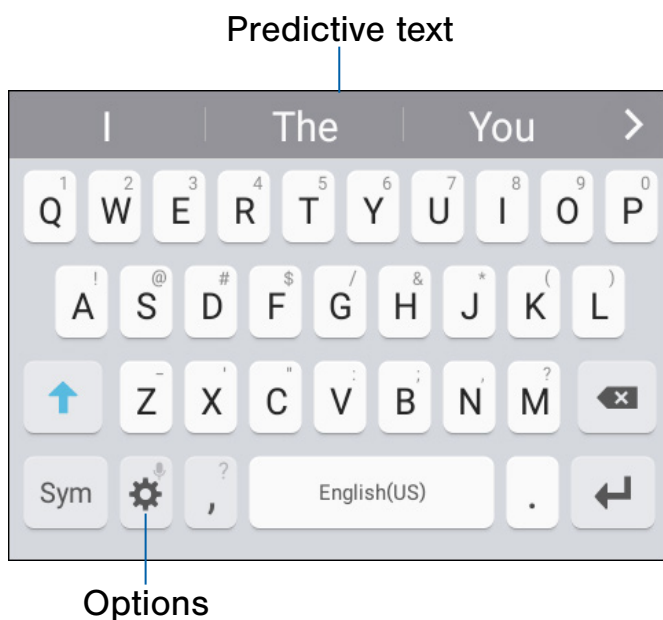 Predictive text
I The You >
1 2 3 4 5 6 7 8 9 0
Q W E R T Y U I O P
! @ # $ / & * ( )
A S D F G H J K L
- ' " : ; , ?
Z X C V B N M
?
Sym , English(US) .
Options